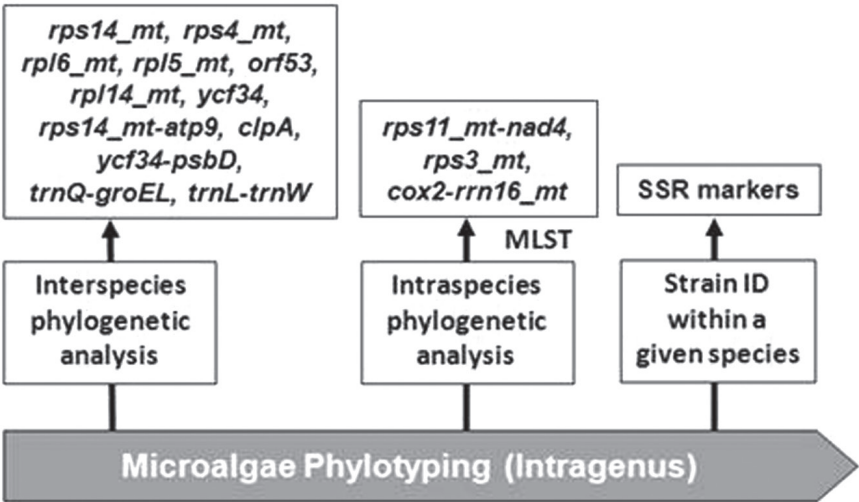 rps14_mt, rps4_mt,
rpl6_mt, rpl5_mt, orf53,
rpl14_mt, ycf34,
rps14_mt-atp9, clpA,
ycf34-psbD,
trnQ-groEL, trnL-trnW
rps11_mt-nad4,
rps3_mt,
cox2-rrn16_mt
SSR markers
MLST
Interspecies
phylogenetic
analysis
Intraspecies
phylogenetic
analysis
Strain ID
within a
given species
Microalgae Phylotyping (Intragenus)